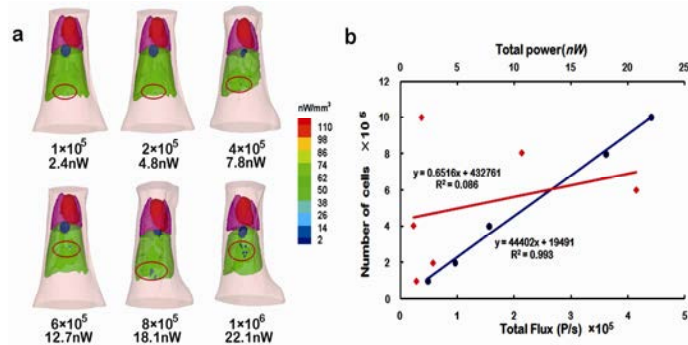 a
1×10⁵
2.4nW
2×10⁵
4.8nW
4×10⁵
7.8nW
nW/mm³
110
98
86
74
62
50
38
26
14
2
6×10⁵
12.7nW
8×10⁵
18.1nW
1×10⁶
22.1nW
b
Total power(nW)
0 5 10 15 20 25
Number of cells ×10⁵
12
10
8
6
4
2
0
y = 0.6516x + 432761
R² = 0.086
y = 44402x + 19491
R² = 0.993
0 1 2 3 4 5
Total Flux (P/s) ×10⁵